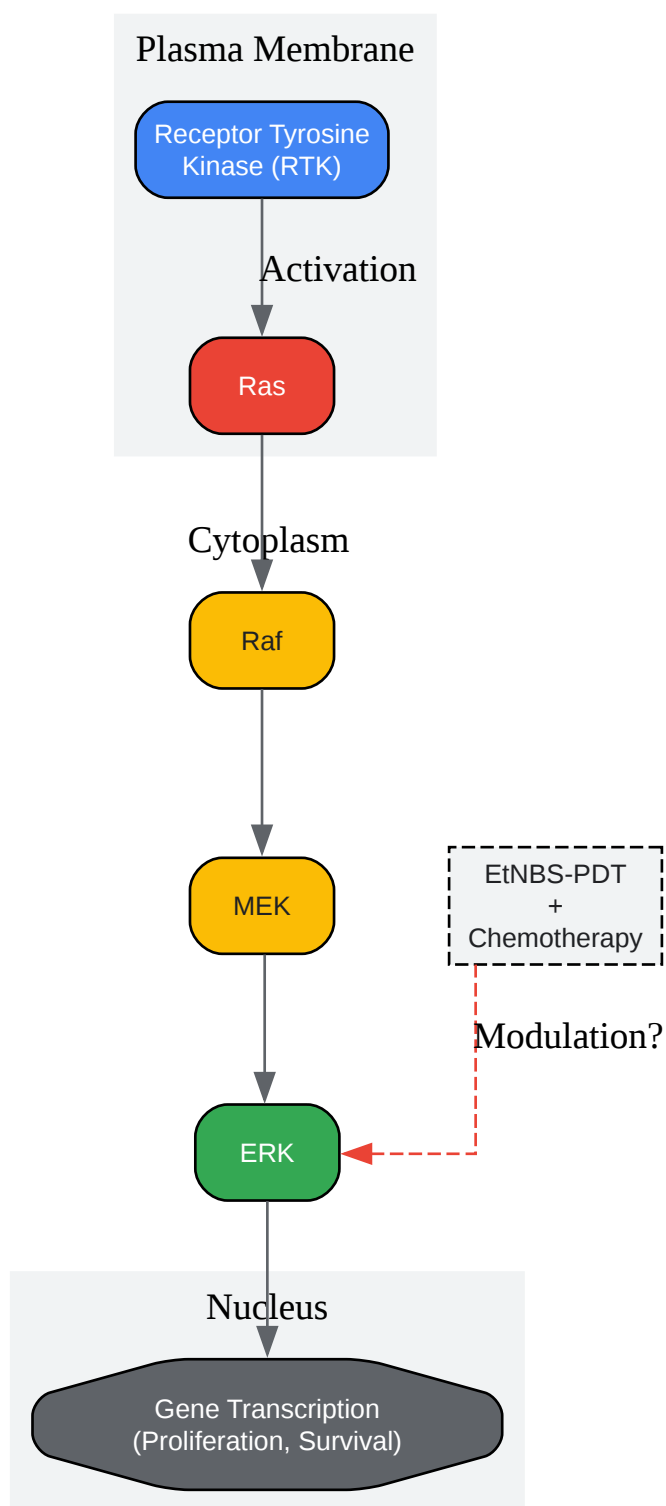 Plasma Membrane
Receptor Tyrosine
Kinase (RTK)
Activation
Ras
Cytoplasm
Raf
MEK
EtNBS-PDT
+
Chemotherapy
Modulation?
ERK
Nucleus
Gene Transcription
(Proliferation, Survival)